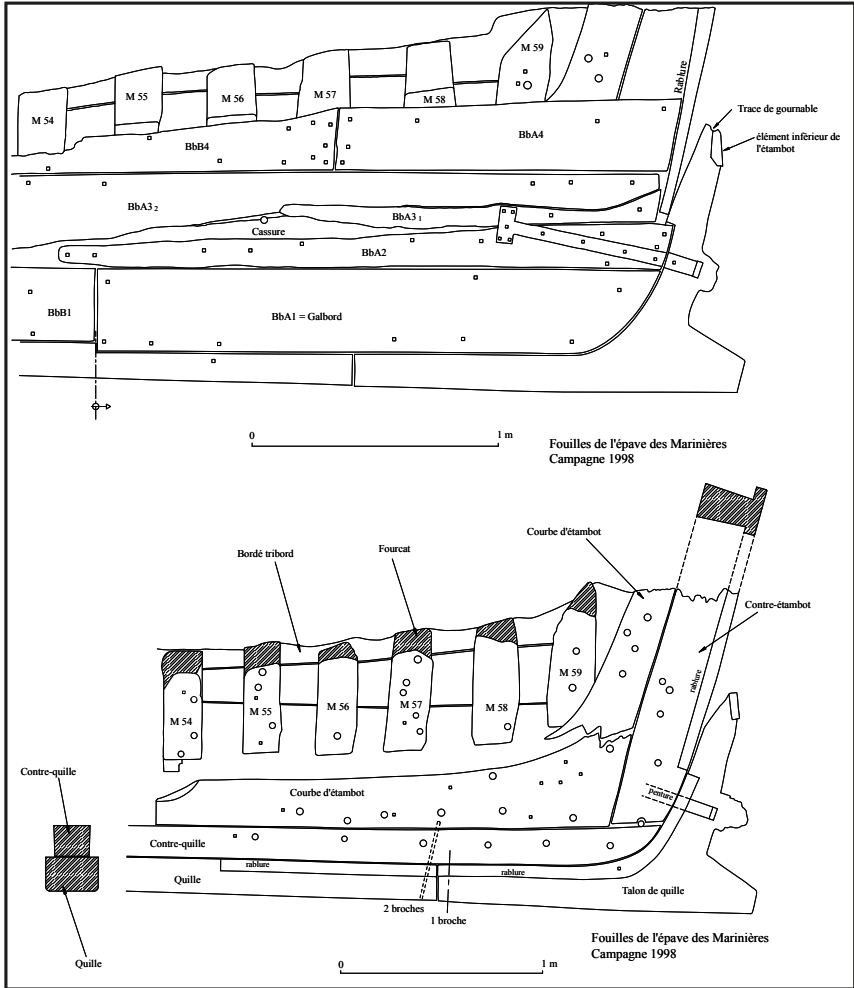 M 59
Rablure
M 55
M 56
M 57
M 58
M 54
Trace de gournable
élément inférieur de
l'étambot
BbB4
BbA4
BbA3 2
BbA3 1
Cassure
BbA2
BbB1
BbA1 = Galbord
0
1 m
Fouilles de l'épave des Marinières
Campagne 1998
Courbe d'étambot
Bordé tribord
Fourcat
Contre-étambot
M 59
rablure
M 54
M 55
M 56
M 57
M 58
Contre-quille
Courbe d'étambot
penture
Contre-quille
rablure
rablure
Quille
Talon de quille
2 broches
1 broche
Quille
Fouilles de l'épave des Marinières
Campagne 1998
0
1 m